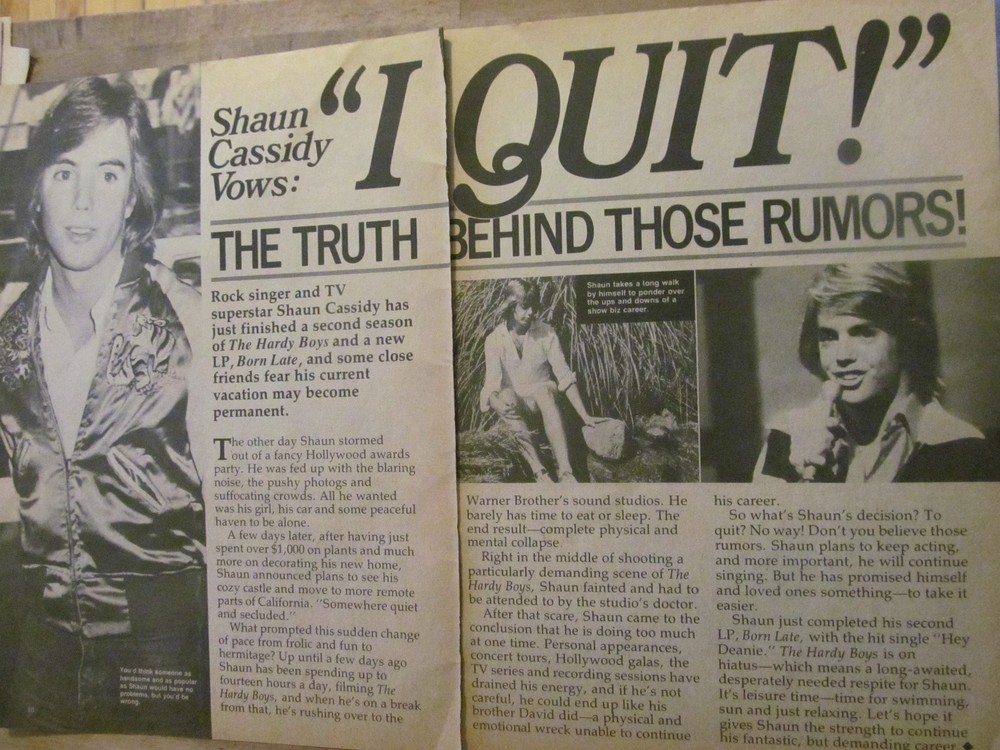 Shaun
Cassidy
Vows:
“I QUIT!”
THE TRUTH BEHIND THOSE RUMORS!
Rock singer and TV
superstar Shaun Cassidy has
just finished a second season
of The Hardy Boys and a new
LP, Born Late, and some close
friends fear his current
vacation may become
permanent.
The other day Shaun stormed
out of a fancy Hollywood awards
party. He was fed up with the blaring
noise, the pushy photogs and
suffocating crowds. All he wanted
was his girl, his car and some peaceful
haven to be alone.
A few days later, after having just
spent over $1,000 on plants and much
more on decorating his new home,
Shaun announced plans to see his
cozy castle and move to more remote
parts of California. “Somewhere quiet
and secluded.”
What prompted this sudden change
of pace from frolic and fun to
hermitage? Up until a few days ago
Shaun has been spending up to
fourteen hours a day, filming The
Hardy Boys, and when he's on a break
from that, he's rushing over to the
You'd think someone as
handsome and as popular
as Shaun would have no
problems, but you'd be
wrong.
Shaun takes a long walk
by himself to ponder over
the ups and downs of a
show biz career.
Warner Brother's sound studios. He
barely has time to eat or sleep. The
end result—complete physical and
mental collapse.
Right in the middle of shooting a
particularly demanding scene of The
Hardy Boys, Shaun fainted and had to
be attended to by the studio's doctor.
After that scare, Shaun came to the
conclusion that he is doing too much
at one time. Personal appearances,
concert tours, Hollywood galas, the
TV series and recording sessions have
drained his energy, and if he's not
careful, he could end up like his
brother David did—a physical and
emotional wreck unable to continue
his career.
So what's Shaun's decision? To
quit? No way! Don't you believe those
rumors. Shaun plans to keep acting,
and more important, he will continue
singing. But he has promised himself
and loved ones something—to take it
easier.
Shaun just completed his second
LP, Born Late, with the hit single “Hey
Deanie.” The Hardy Boys is on
hiatus—which means a long-awaited,
desperately needed respite for Shaun.
It's leisure time—time for swimming,
sun and just relaxing. Let's hope it
gives Shaun the strength to continue
his fantastic, but demanding career. ◆